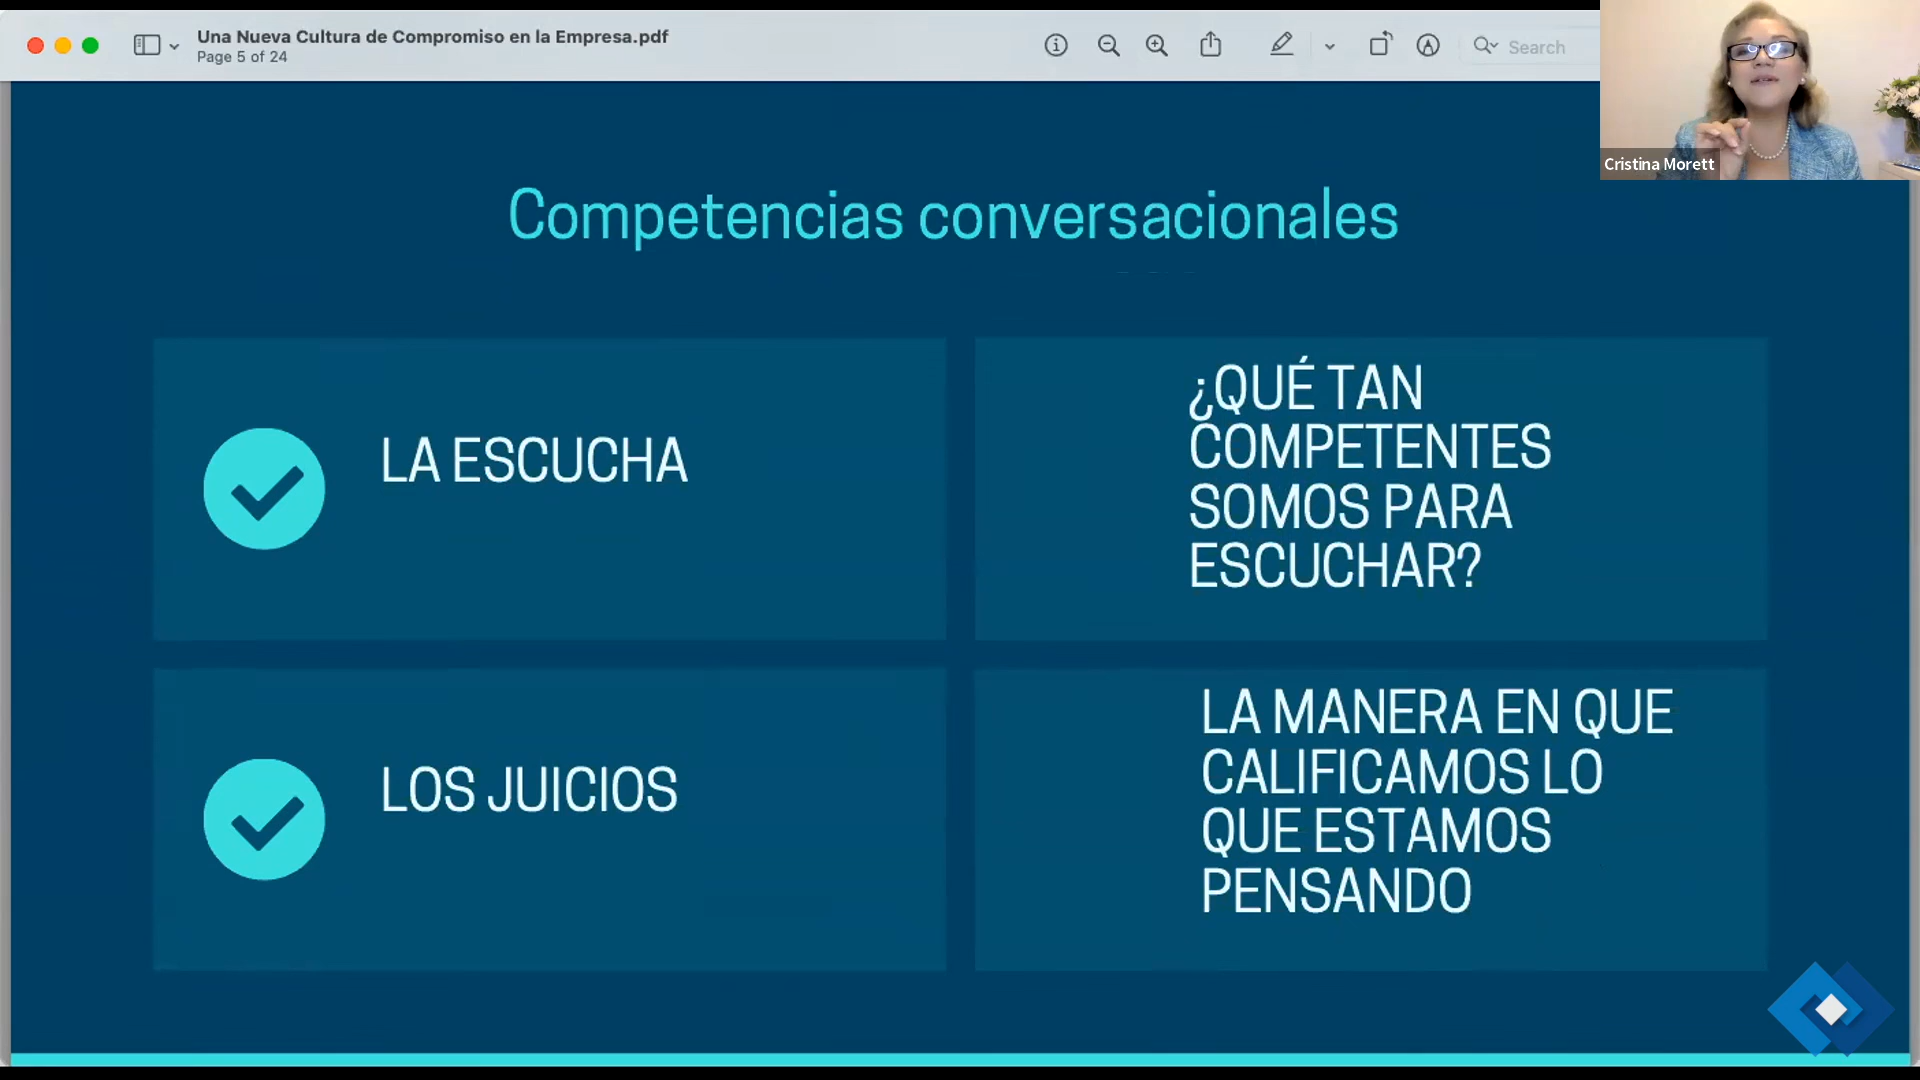 Una Nueva Cultura de Compromiso en la Empresa.pdf
Page 5 of 24
Search
Cristina Morett
Competencias conversacionales
LA ESCUCHA
¿QUÉ TAN
COMPETENTES
SOMOS PARA
ESCUCHAR?
LOS JUICIOS
LA MANERA EN QUE
CALIFICAMOS LO
QUE ESTAMOS
PENSANDO